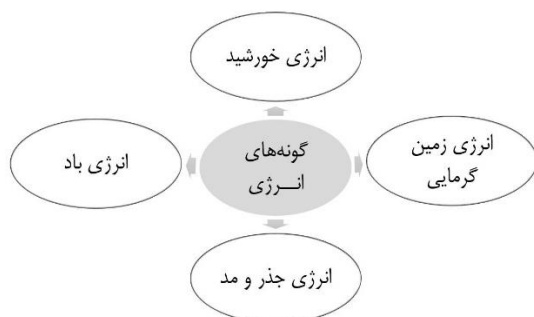 انرژی خورشید
انرژی زمین
گرمایی
گونه‌های
انــرژی
انرژی باد
انرژی جذر و مد